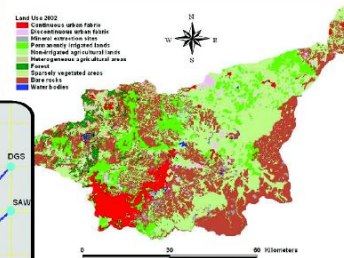 Land Use 2002
Continuous urban fabric
Discontinuous urban fabric
Mineral extraction sites
Permanently irrigated lands
Non-irrigated agricultural lands
Heterogeneous agricultural areas
Forest
Sparsely vegetated areas
Bare rocks
Water bodies
N
W E
S
DGS
SAW
0 30 60 Kilometers